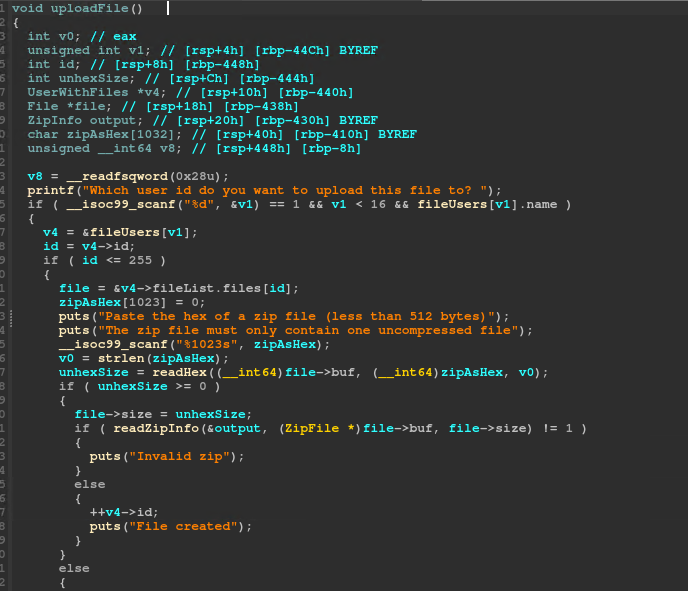 1 void uploadFile()
2 {
3 int v0; // eax
4 unsigned int v1; // [rsp+4h] [rbp-44Ch] BYREF
5 int id; // [rsp+8h] [rbp-448h]
6 int unhexSize; // [rsp+Ch] [rbp-444h]
7 UserWithFiles *v4; // [rsp+10h] [rbp-440h]
8 File *file; // [rsp+18h] [rbp-438h]
9 ZipInfo output; // [rsp+20h] [rbp-430h] BYREF
0 char zipAsHex[1032]; // [rsp+40h] [rbp-410h] BYREF
1 unsigned __int64 v8; // [rsp+448h] [rbp-8h]
2
3 v8 = __readfsqword(0x28u);
4 printf("Which user id do you want to upload this file to? ");
5 if ( __isoc99_scanf("%d", &v1) == 1 && v1 < 16 && fileUsers[v1].name )
6 {
7 v4 = &fileUsers[v1];
8 id = v4->id;
9 if ( id <= 255 )
0 {
1 file = &v4->fileList.files[id];
2 zipAsHex[1023] = 0;
3 puts("Paste the hex of a zip file (less than 512 bytes)");
4 puts("The zip file must only contain one uncompressed file");
5 __isoc99_scanf("%1023s", zipAsHex);
6 v0 = strlen(zipAsHex);
7 unhexSize = readHex((__int64)file->buf, (__int64)zipAsHex, v0);
8 if ( unhexSize >= 0 )
9 {
0 file->size = unhexSize;
1 if ( readZipInfo(&output, (ZipFile *)file->buf, file->size) != 1 )
2 {
3 puts("Invalid zip");
4 }
5 else
6 {
7 ++v4->id;
8 puts("File created");
9 }
0 }
1 else
2 {